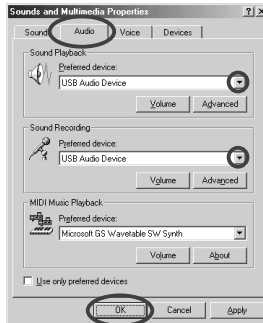 Sounds and Multimedia Properties ? x
Sounds Audio Voice Devices
Sound Playback
Preferred device:
USB Audio Device
Volume Advanced
Sound Recording
Preferred device:
USB Audio Device
Volume Advanced
MIDI Music Playback
Preferred device:
Microsoft GS Wavetable SW Synth
Volume About
Use only preferred devices
OK Cancel Apply